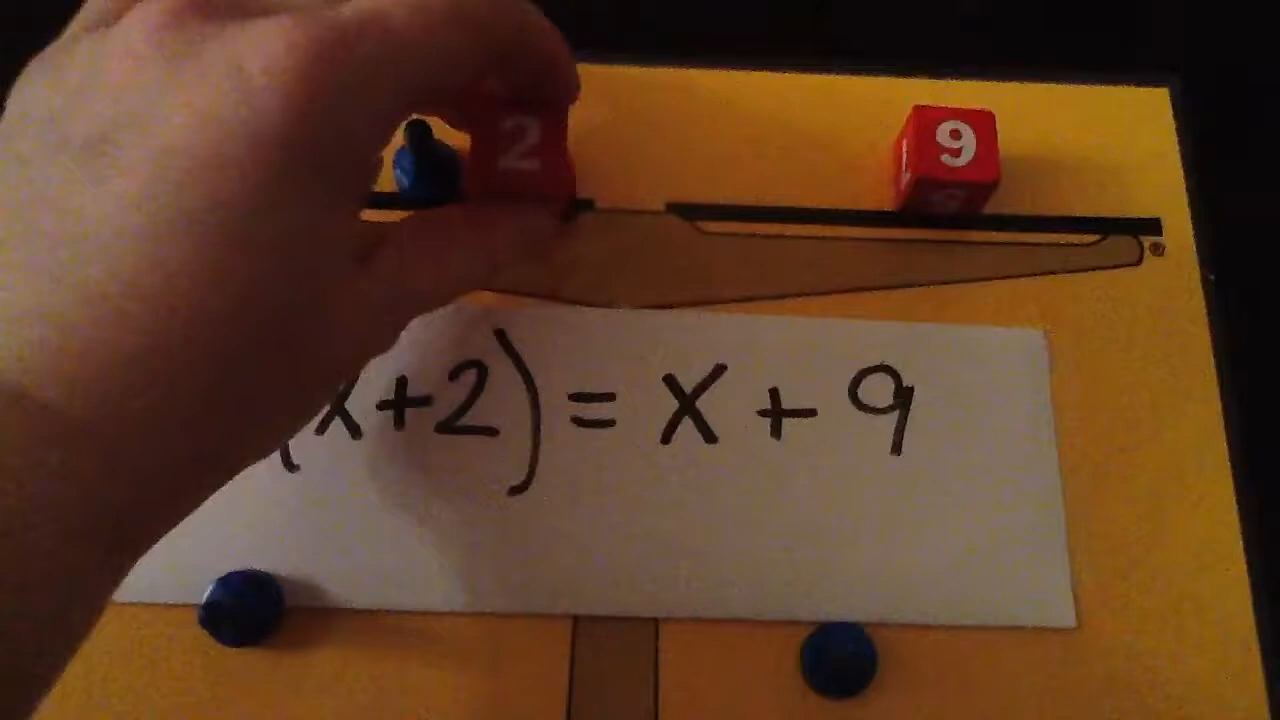 2 9
(x+2) = x + 9